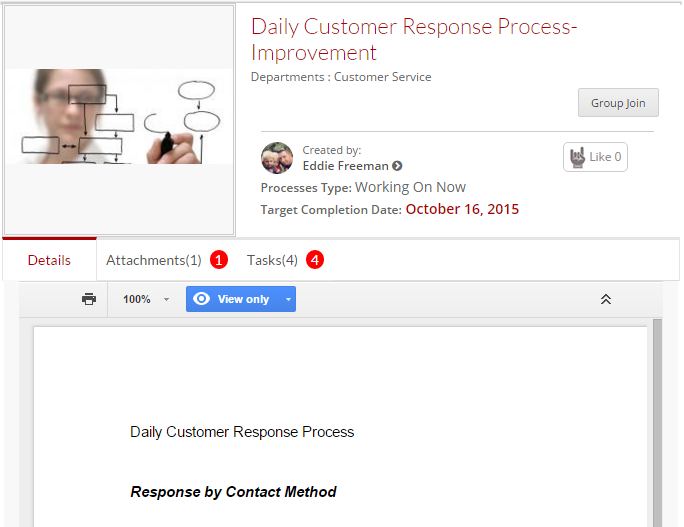 Daily Customer Response Process-
Improvement
Departments : Customer Service
Group Join
Created by:
Eddie Freeman
Like 0
Processes Type: Working On Now
Target Completion Date: October 16, 2015
Details
Attachments(1) 1
Tasks(4) 4
100%
View only
Daily Customer Response Process
Response by Contact Method